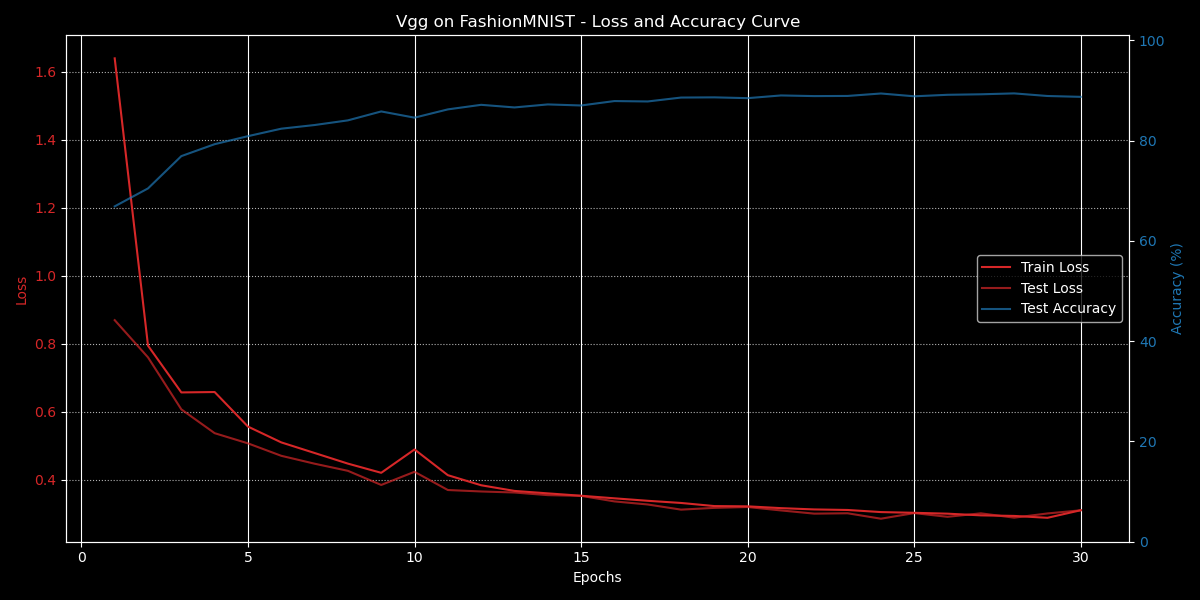 Vgg on FashionMNIST - Loss and Accuracy Curve
1.6
1.4
1.2
1.0
0.8
0.6
0.4
Loss
100
80
60
40
20
0
Accuracy (%)
Train Loss
Test Loss
Test Accuracy
0 5 10 15 20 25 30
Epochs